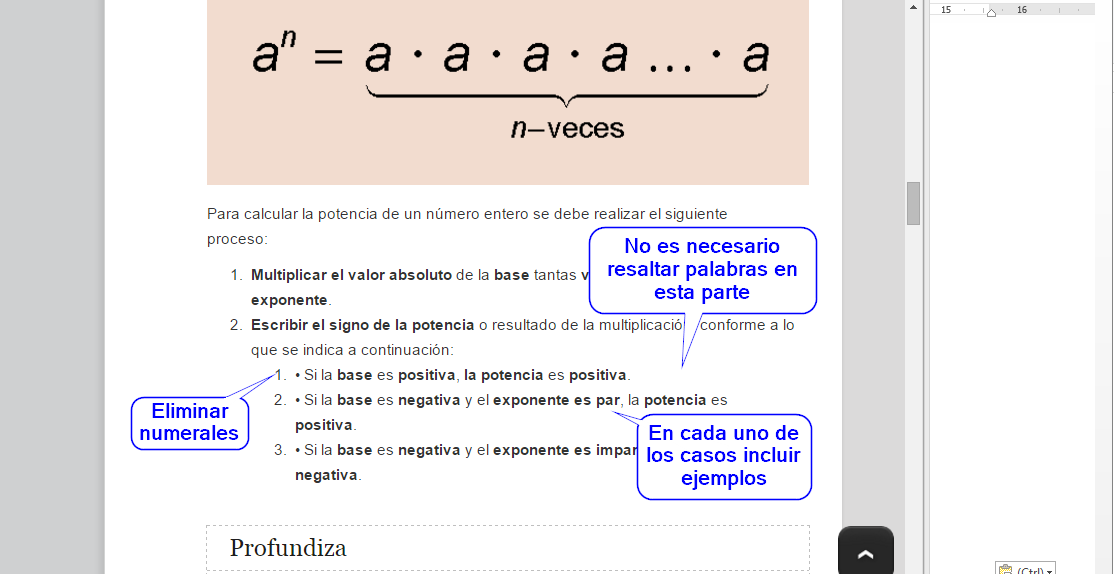 15 16
aⁿ = a · a · a · a ... · a
n–veces
Para calcular la potencia de un número entero se debe realizar el siguiente
proceso:
No es necesario
resaltar palabras en
esta parte
1. Multiplicar el valor absoluto de la base tantas
exponente.
2. Escribir el signo de la potencia o resultado de la conforme a lo
que se indica a continuación:
1. • Si la base es positiva, la potencia es positiva.
2. • Si la base es negativa y el exponente es par, la potencia es
positiva.
3. • Si la base es negativa y el exponente es impar
negativa.
Eliminar
numerales
En cada uno de
los casos incluir
ejemplos
Profundiza
(Ctrl)